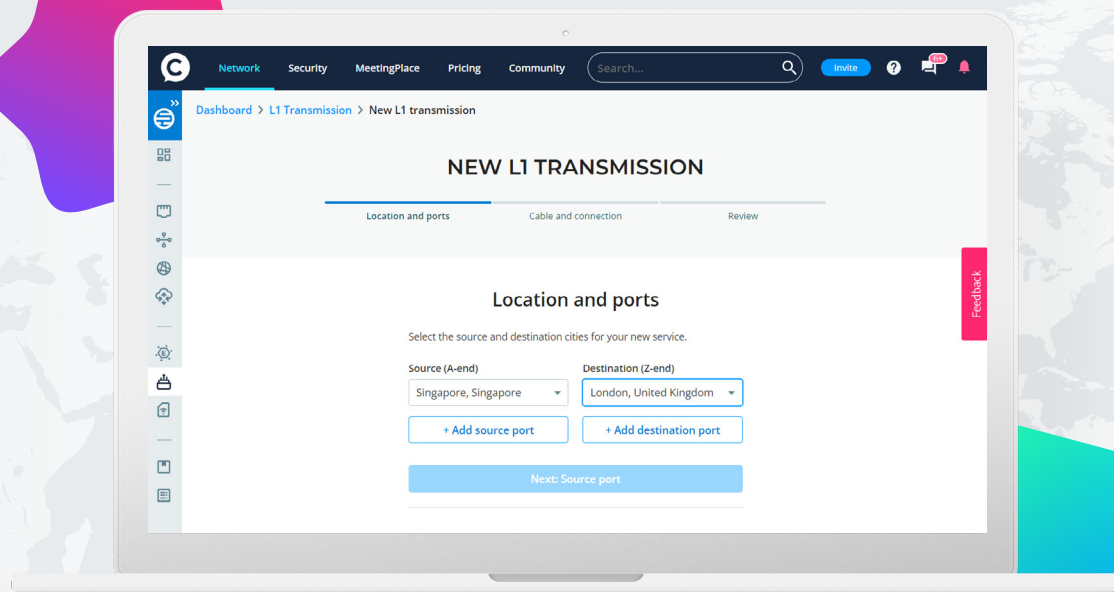 Network Security MeetingPlace Pricing Community Search... Invite ? 
Dashboard > L1 Transmission > New L1 transmission
NEW L1 TRANSMISSION
Location and ports Cable and connection Review
Location and ports
Select the source and destination cities for your new service.
Source (A-end) Destination (Z-end)
Singapore, Singapore London, United Kingdom
+ Add source port + Add destination port
Next: Source port
Feedback